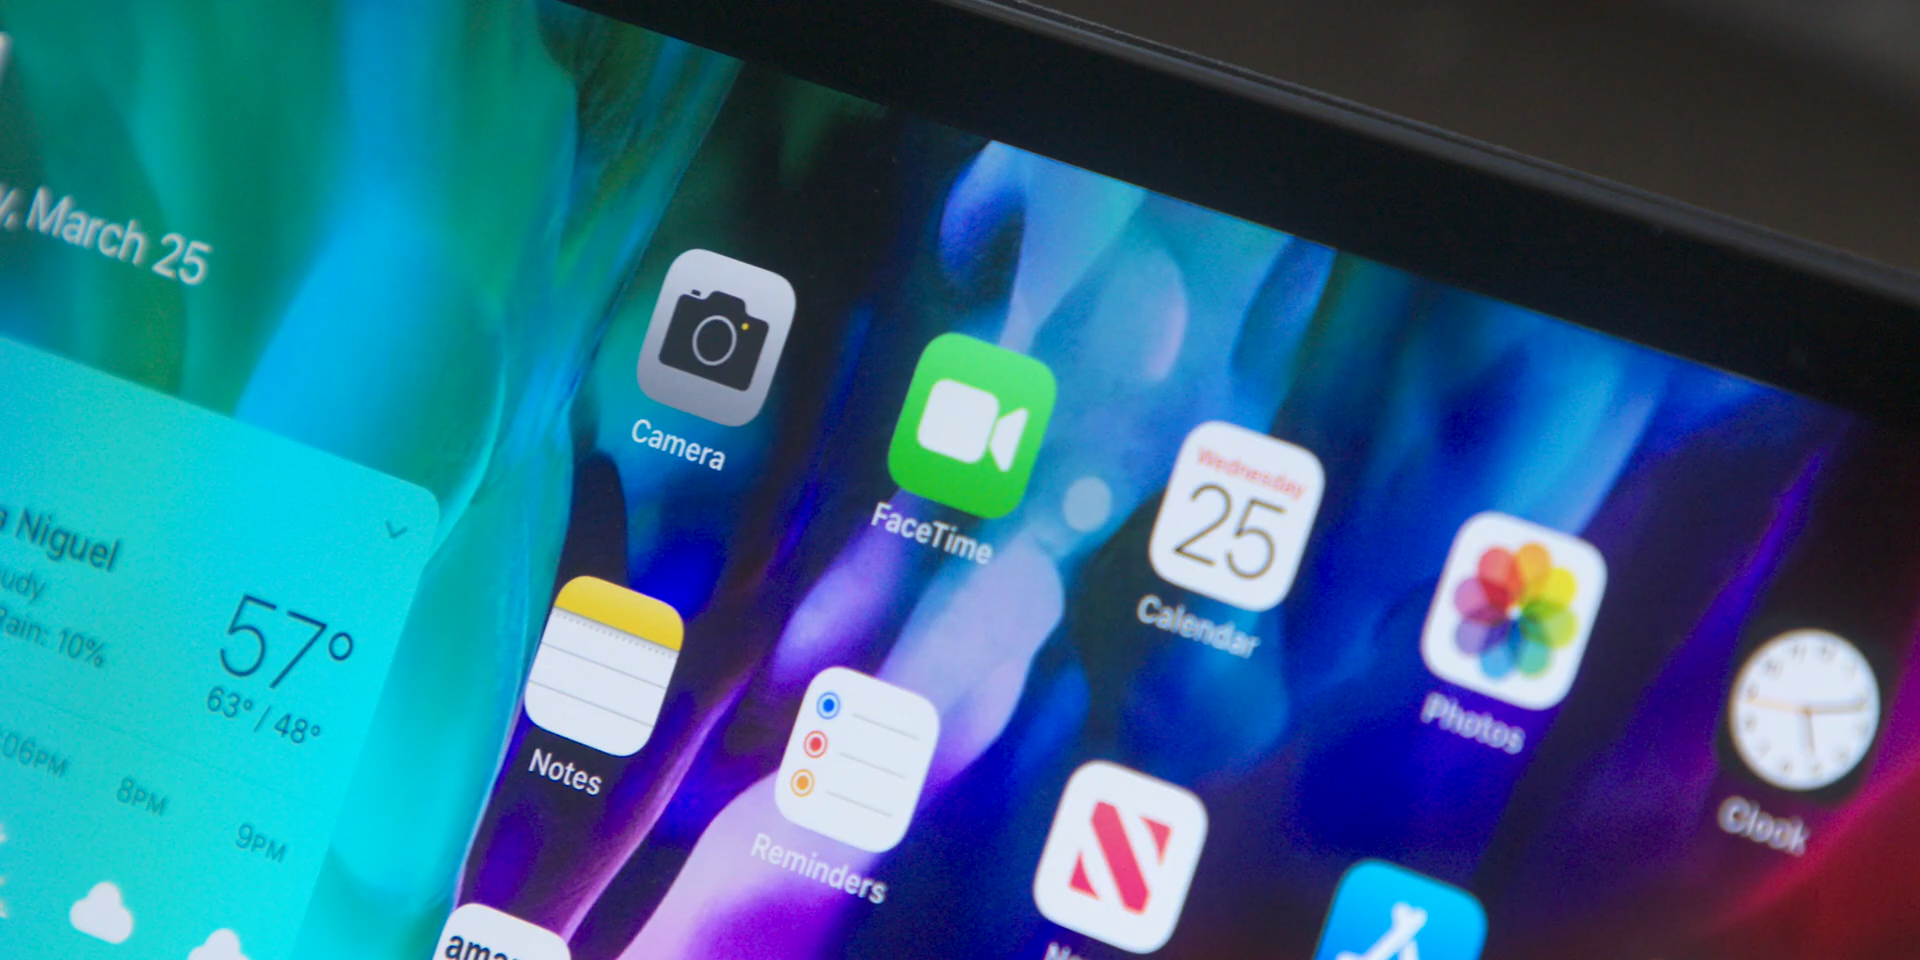 March 25
Niguel
Rain: 10%
57°
63° / 48°
06PM
8PM
9PM
Camera
FaceTime
Wednesday
25
Calendar
Photos
Clock
Notes
Reminders